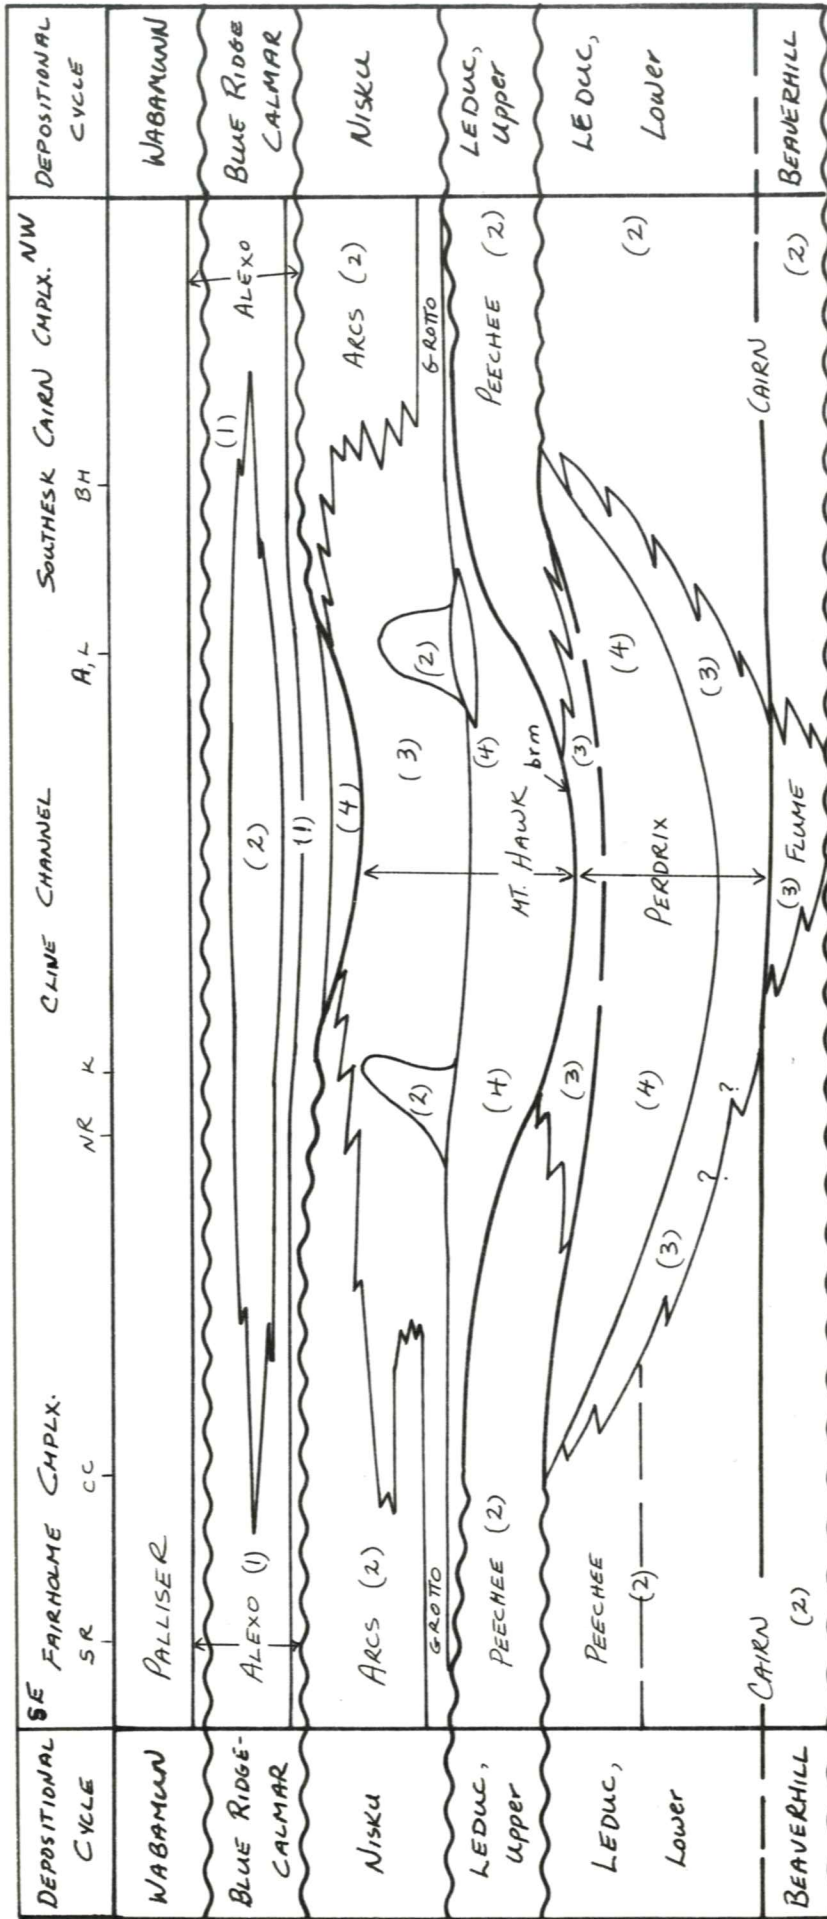 DEPOSITIONAL
CYCLE
SE FAIRHOLME CMPLX.
CLINE CHANNEL
SOUTHESK CAIRN CMPLX. NW
DEPOSITIONAL
CYCLE
SR
CC
NR
K
A, L
BH
WABAMUN
PALLISER
WABAMUNN
BLUE RIDGE-
CALMAR
ALEXO (1)
(2)
(1)
(1)
ALEXO
BLUE RIDGE
CALMAR
NISKU
ARCS (2)
GROTTO
(2)
(4)
(3)
(2)
ARCS (2)
GROTTO
NISKU
LEDUC,
Upper
PEECHEE (2)
(4)
MT. HAWK
(4)
brm
PEECHEE (2)
LEDUC,
Upper
LEDUC,
Lower
PEECHEE
(2)
(3)
(3)
(4)
? ?
PERDRIX
(3)
(4)
(3)
(2)
LEDUC,
Lower
CAIRN
CAIRN
BEAVERHILL
(2)
(3) FLUME
(2)
BEAVERHILL